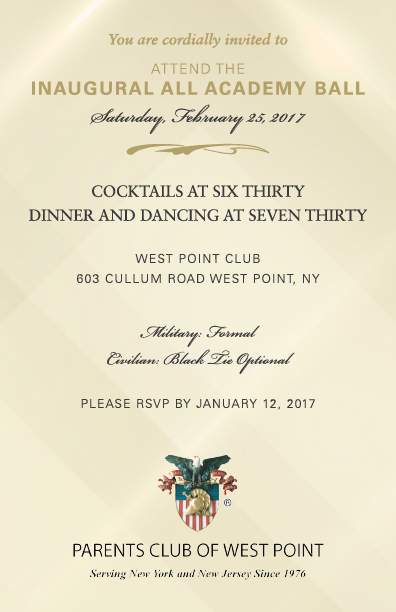 You are cordially invited to
ATTEND THE
INAUGURAL ALL ACADEMY BALL
Saturday, February 25, 2017
COCKTAILS AT SIX THIRTY
DINNER AND DANCING AT SEVEN THIRTY
WEST POINT CLUB
603 CULLUM ROAD WEST POINT, NY
Military: Formal
Civilian: Black Tie Optional
PLEASE RSVP BY JANUARY 12, 2017
®
PARENTS CLUB OF WEST POINT
Serving New York and New Jersey Since 1976